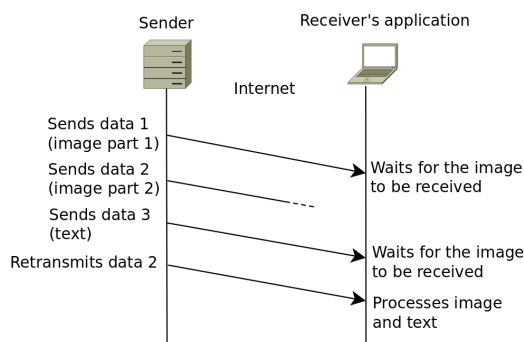 Sender
Receiver's application
Internet
Sends data 1
(image part 1)
Waits for the image
to be received
Sends data 2
(image part 2)
Sends data 3
(text)
Waits for the image
to be received
Retransmits data 2
Processes image
and text